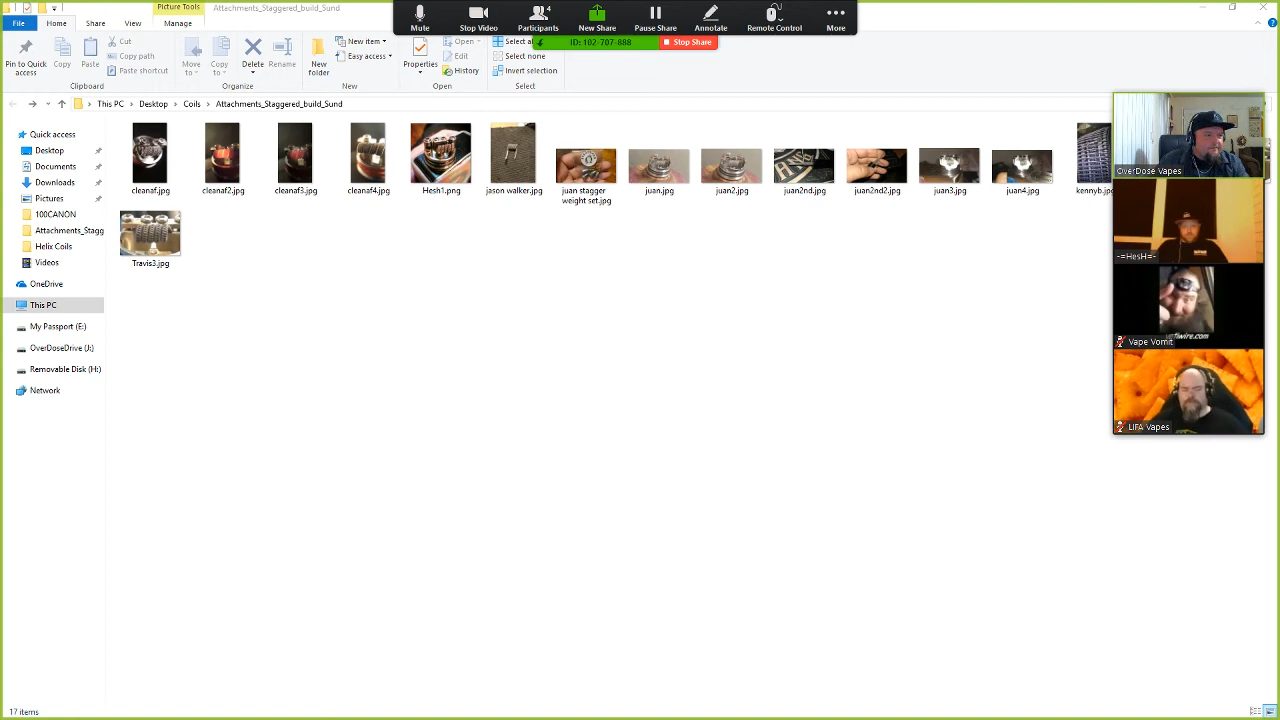 Picture Tools
Attachments_Staggered_build_Sund
File Home Share View Manage
Pin to Quick access
Copy
Paste
Cut
Copy path
Paste shortcut
Clipboard
Move to
Copy to
Delete
Rename
Organize
New folder
New item
Easy access
New
Properties
Open
Edit
History
Open
Select all
Select none
Invert selection
Select
Mute
Stop Video
4
Participants
New Share
Pause Share
Annotate
Remote Control
More
ID: 102-707-888
Stop Share
This PC Desktop Coils Attachments_Staggered_build_Sund
Quick access
Desktop
Documents
Downloads
Pictures
100CANON
Attachments_Stagg
Helix Coils
Videos
OneDrive
This PC
My Passport (E:)
OverDoseDrive (J:)
Removable Disk (H:)
Network
cleanaf.jpg
cleanaf2.jpg
cleanaf3.jpg
cleanaf4.jpg
Hesh1.png
jason walker.jpg
juan stagger weight set.jpg
juan.jpg
juan2.jpg
juan2nd.jpg
juan2nd2.jpg
juan3.jpg
juan4.jpg
kennyb.jpg
Travis3.jpg
OverDose Vapes
-=HesH=-
Vape Vomit
LIFA Vapes
17 items